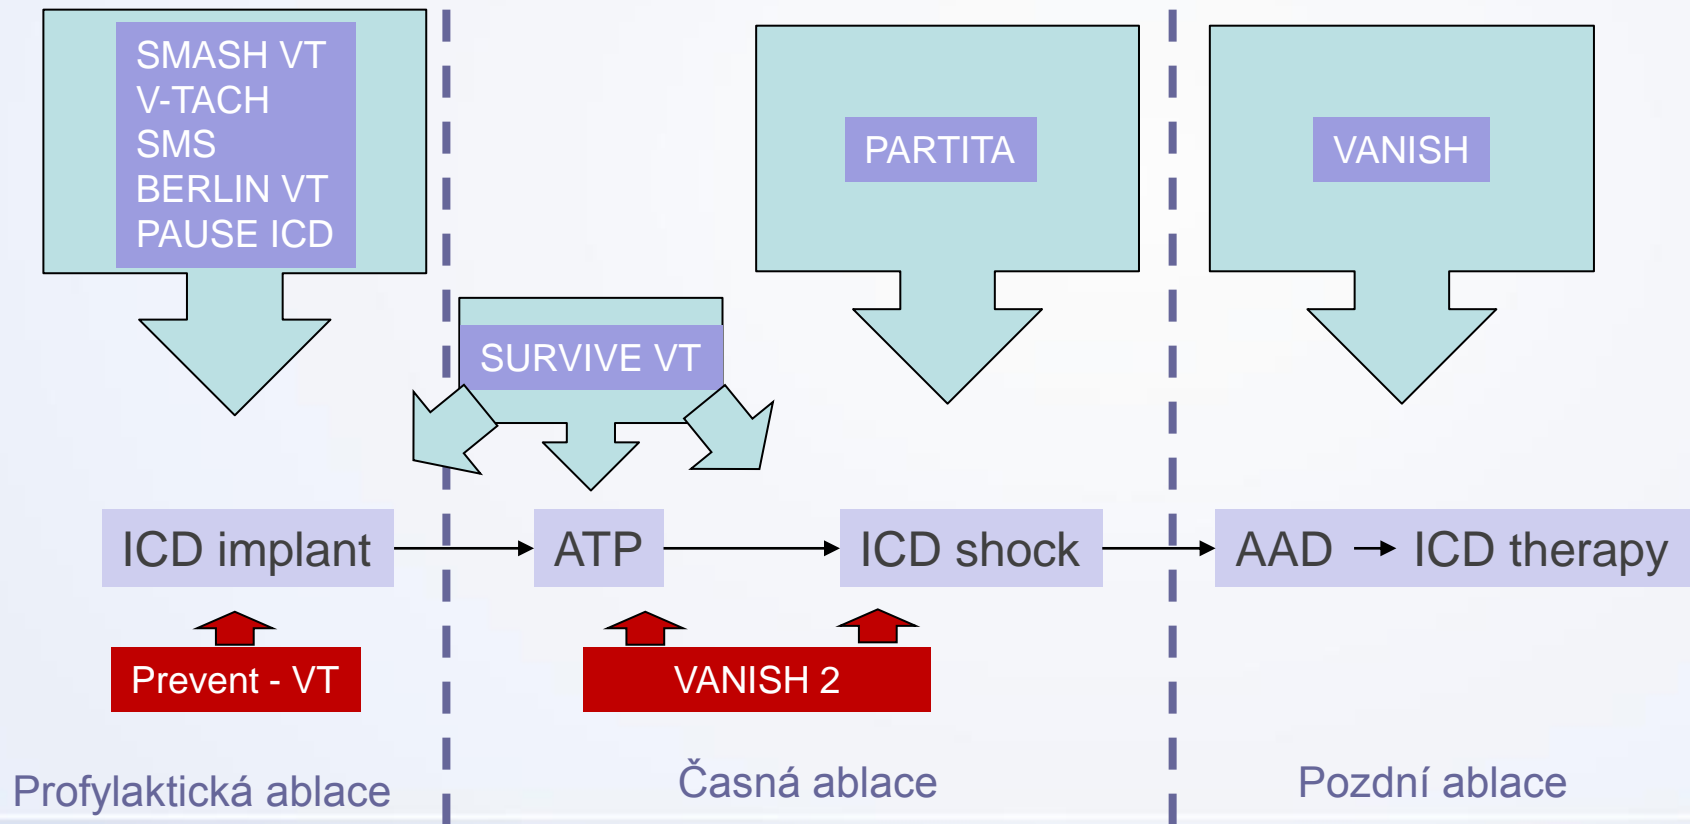 SMASH VT
V-TACH
SMS
BERLIN VT
PAUSE ICD
PARTITA
VANISH
SURVIVE VT
ICD implant
ATP
ICD shock
AAD
ICD therapy
Prevent - VT
VANISH 2
Profylaktická ablace
Časná ablace
Pozdní ablace